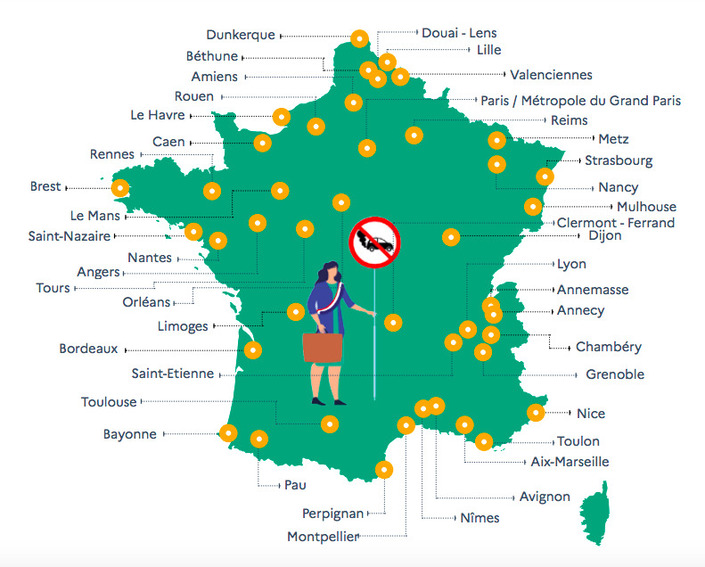 Dunkerque
Douai - Lens
Lille
Béthune
Amiens
Valenciennes
Rouen
Paris / Métropole du Grand Paris
Le Havre
Reims
Caen
Metz
Rennes
Strasbourg
Brest
Nancy
Le Mans
Mulhouse
Clermont - Ferrand
Saint-Nazaire
Dijon
Nantes
Lyon
Angers
Tours
Annemasse
Orléans
Annecy
Limoges
Chambéry
Bordeaux
Saint-Etienne
Grenoble
Toulouse
Nice
Bayonne
Toulon
Aix-Marseille
Pau
Avignon
Perpignan
Nîmes
Montpellier